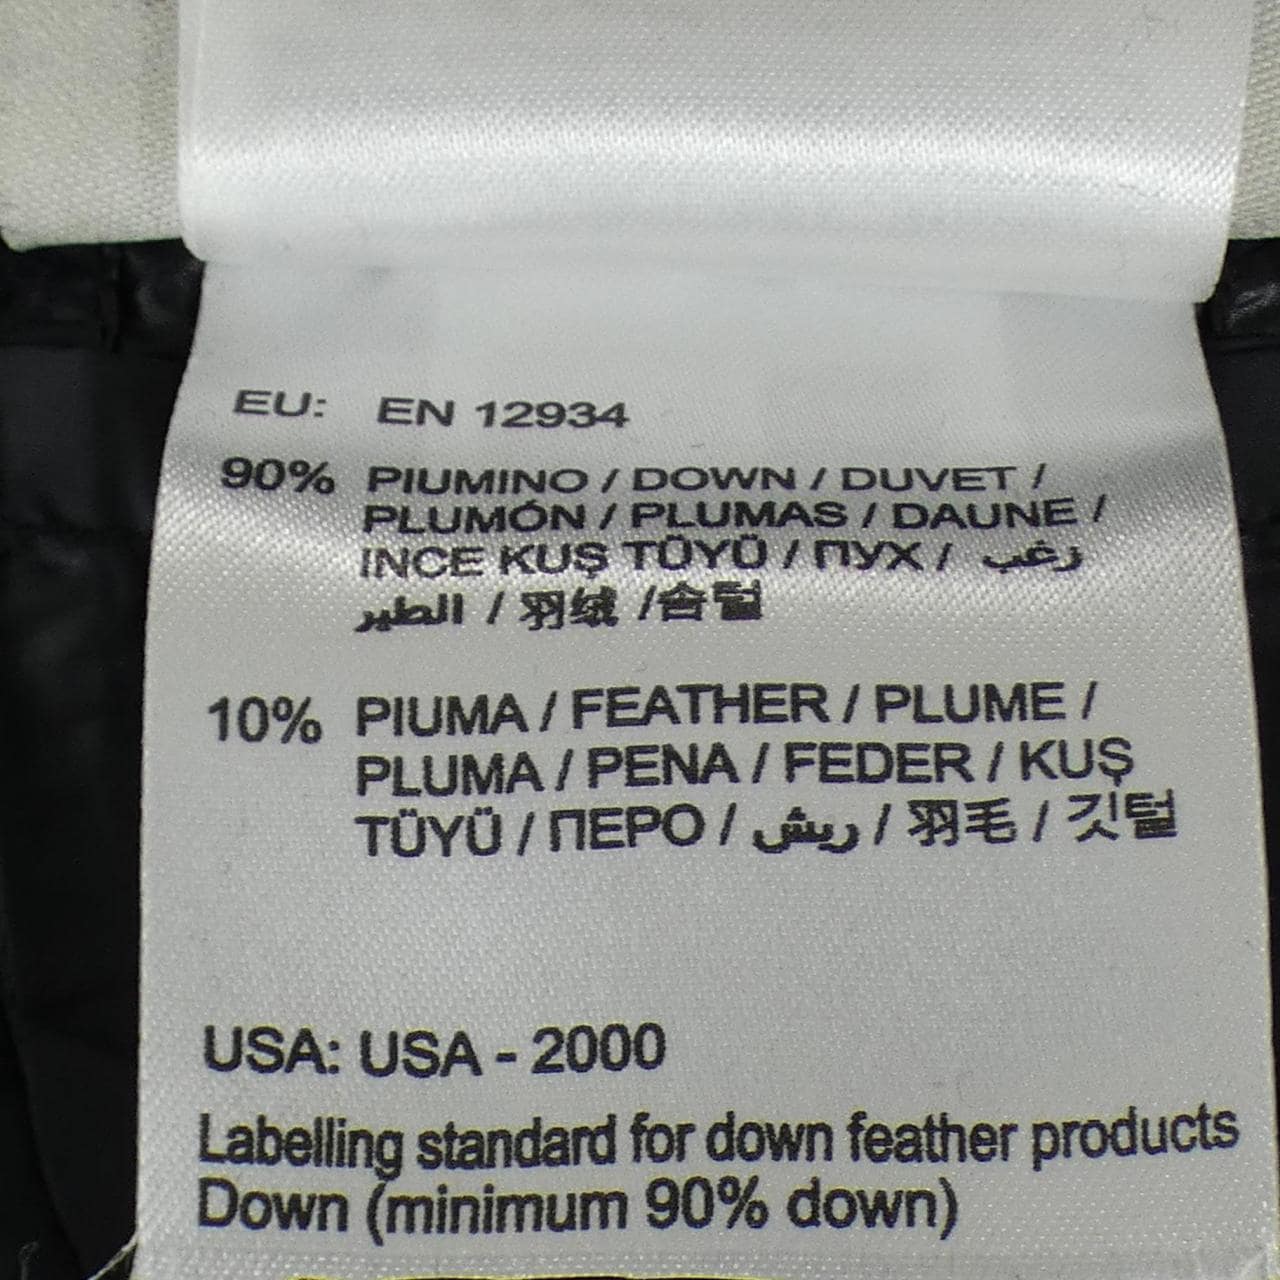 EU: EN 12934
90% PIUMINO / DOWN / DUVET /
PLUMÓN / PLUMAS / DAUNE /
INCE KUŞ TÜYÜ / ПУХ / زغب
الطير / 羽绒 /솜털
10% PIUMA / FEATHER / PLUME /
PLUMA / PENA / FEDER / KUŞ
TÜYÜ / ПЕРО / ريش / 羽毛 / 깃털
USA: USA - 2000
Labelling standard for down feather products
Down (minimum 90% down)